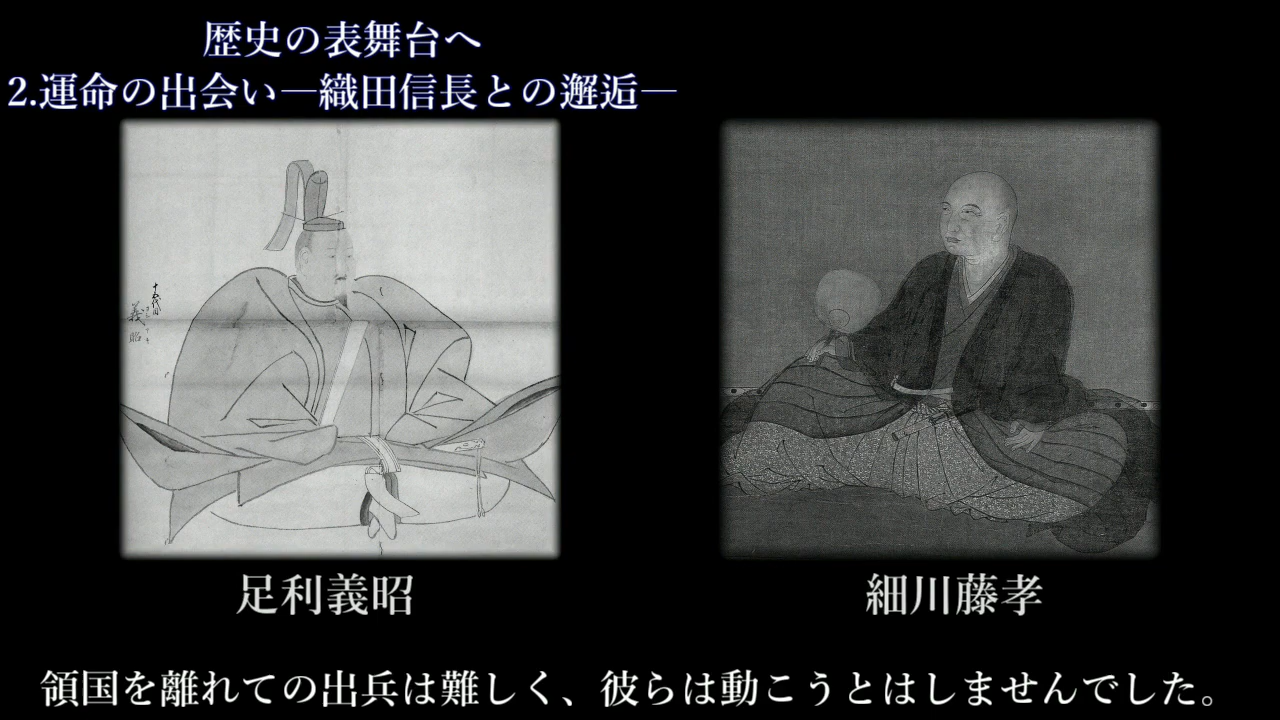 歴史の表舞台へ
2.運命の出会い―織田信長との邂逅―
義昭
足利義昭
細川藤孝
領国を離れての出兵は難しく、彼らは動こうとはしませんでした。